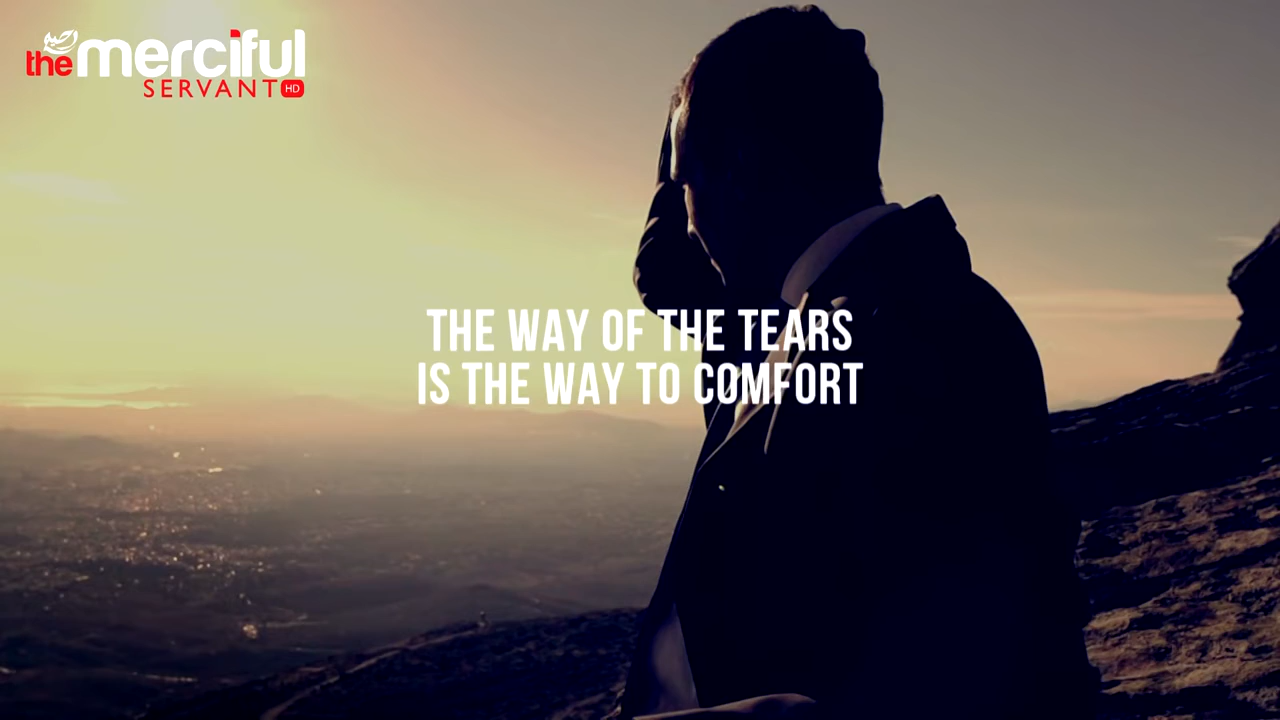 the merciful
SERVANT HD
THE WAY OF THE TEARS
IS THE WAY TO COMFORT